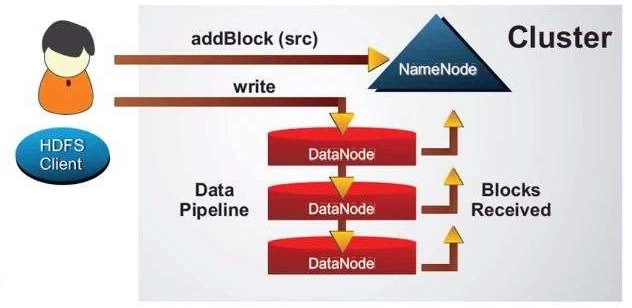 addBlock (src)
Cluster
NameNode
write
HDFS
Client
DataNode
Data
Pipeline
DataNode
Blocks
Received
DataNode